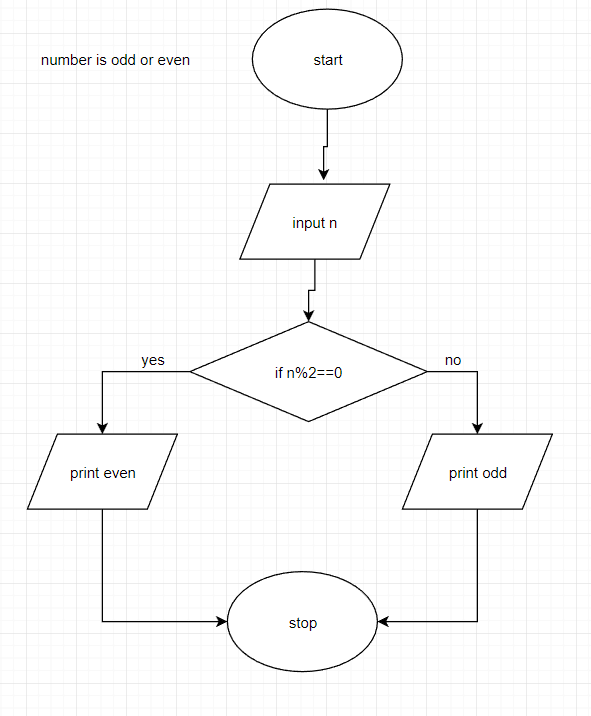 number is odd or even
start
input n
if n%2==0
yes
no
print even
print odd
stop